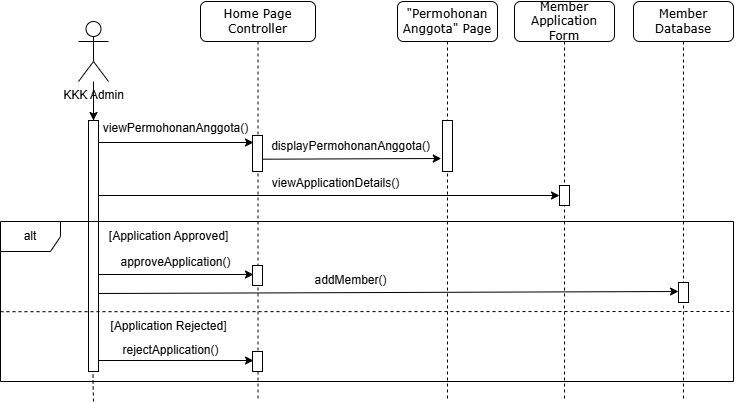 Home Page
Controller
"Permohonan
Anggota" Page
Member
Application
Form
Member
Database
KKK Admin
viewPermohonanAnggota()
displayPermohonanAnggota()
viewApplicationDetails()
alt
[Application Approved]
approveApplication()
addMember()
[Application Rejected]
rejectApplication()